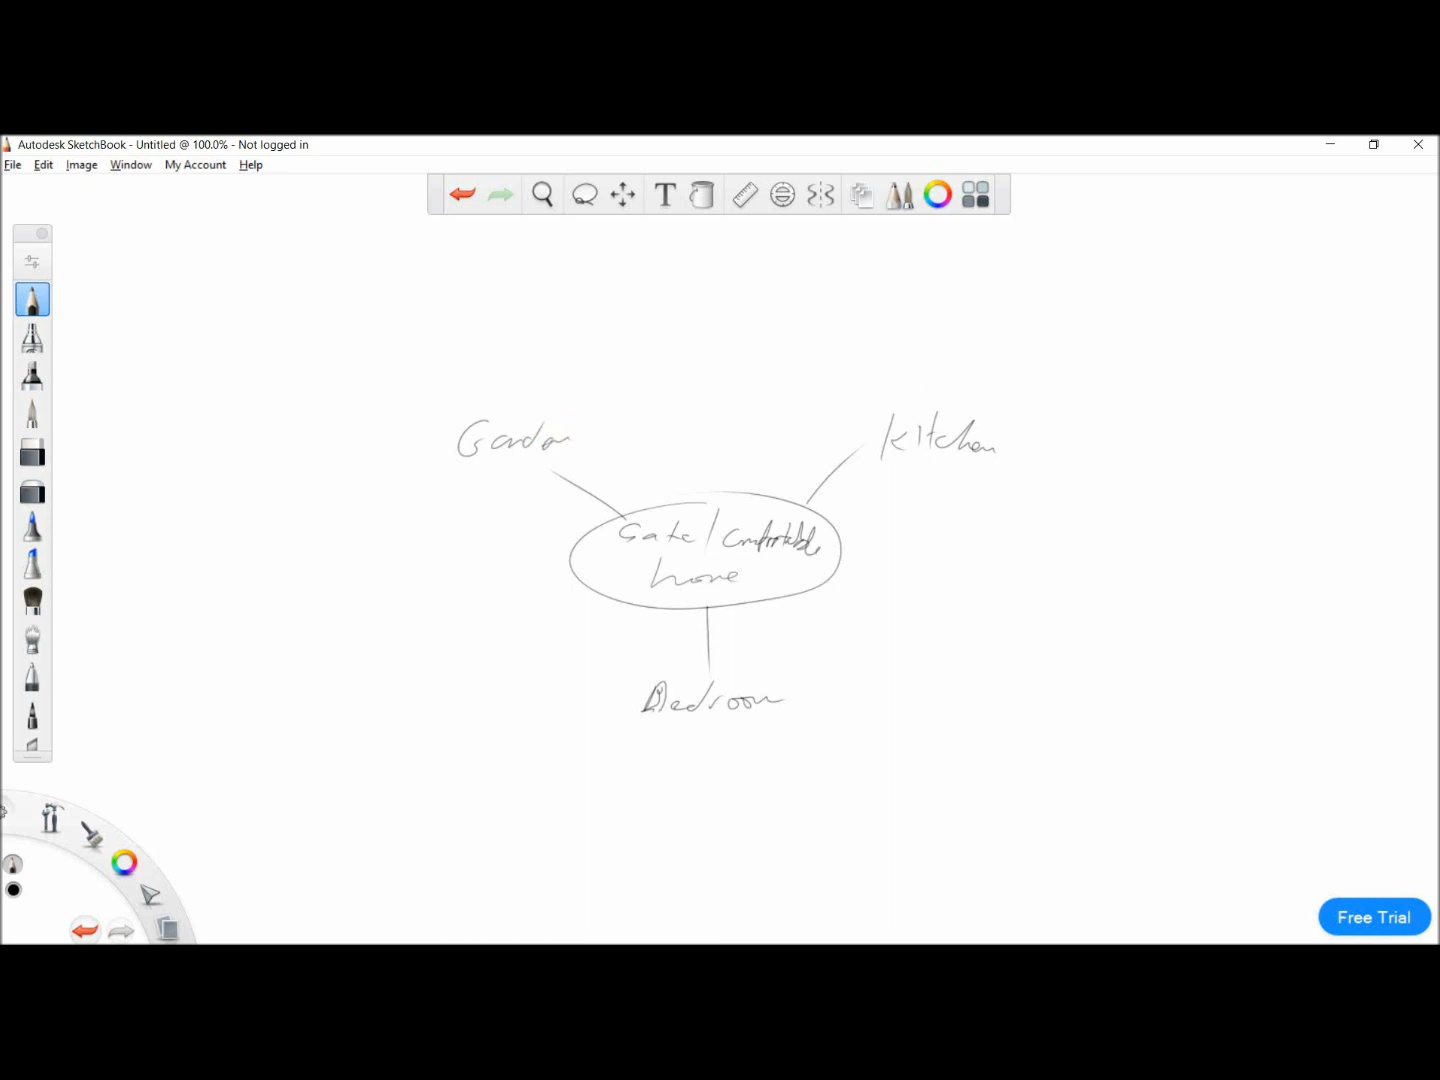 Autodesk SketchBook - Untitled @ 100.0% - Not logged in
File Edit Image Window My Account Help
T
Garden
Kitchen
Safe/Comfortable
home
Bedroom
Free Trial